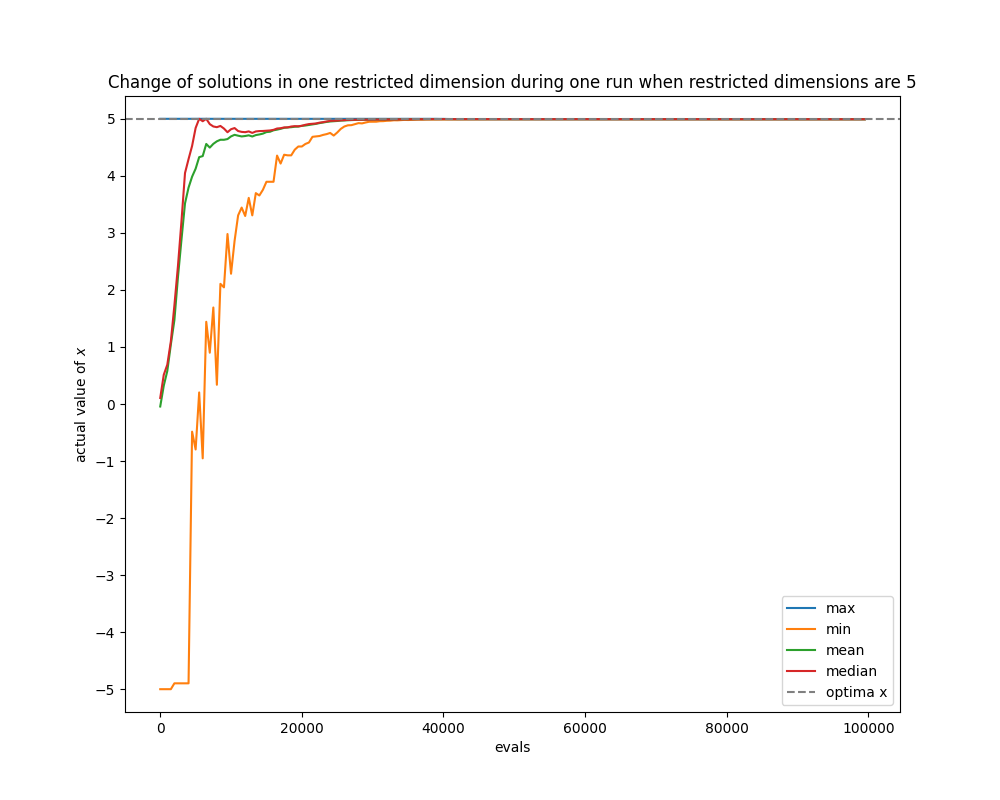 Change of solutions in one restricted dimension during one run when restricted dimensions are 5
5
4
3
2
1
0
−1
−2
−3
−4
−5
actual value of x
0
20000
40000
60000
80000
100000
evals
max
min
mean
median
optima x